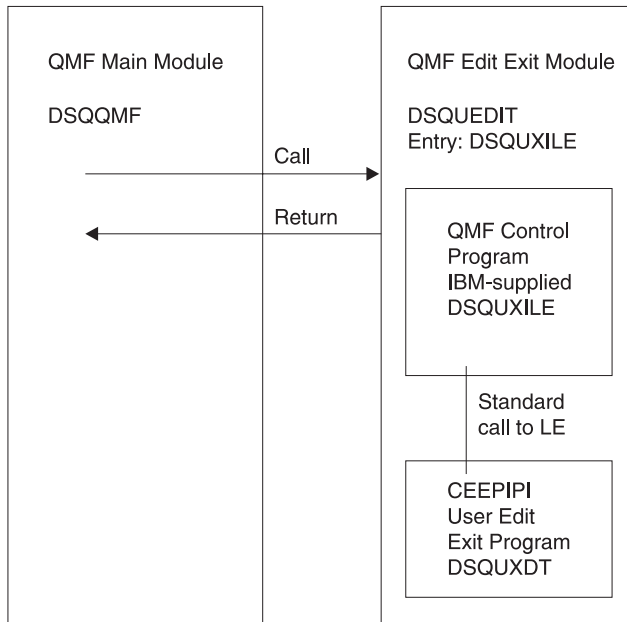 QMF Main Module
DSQQMF
Call
Return
QMF Edit Exit Module
DSQUEDIT
Entry: DSQUXILE
QMF Control
Program
IBM-supplied
DSQUXILE
Standard
call to LE
CEEPIPI
User Edit
Exit Program
DSQUXDT